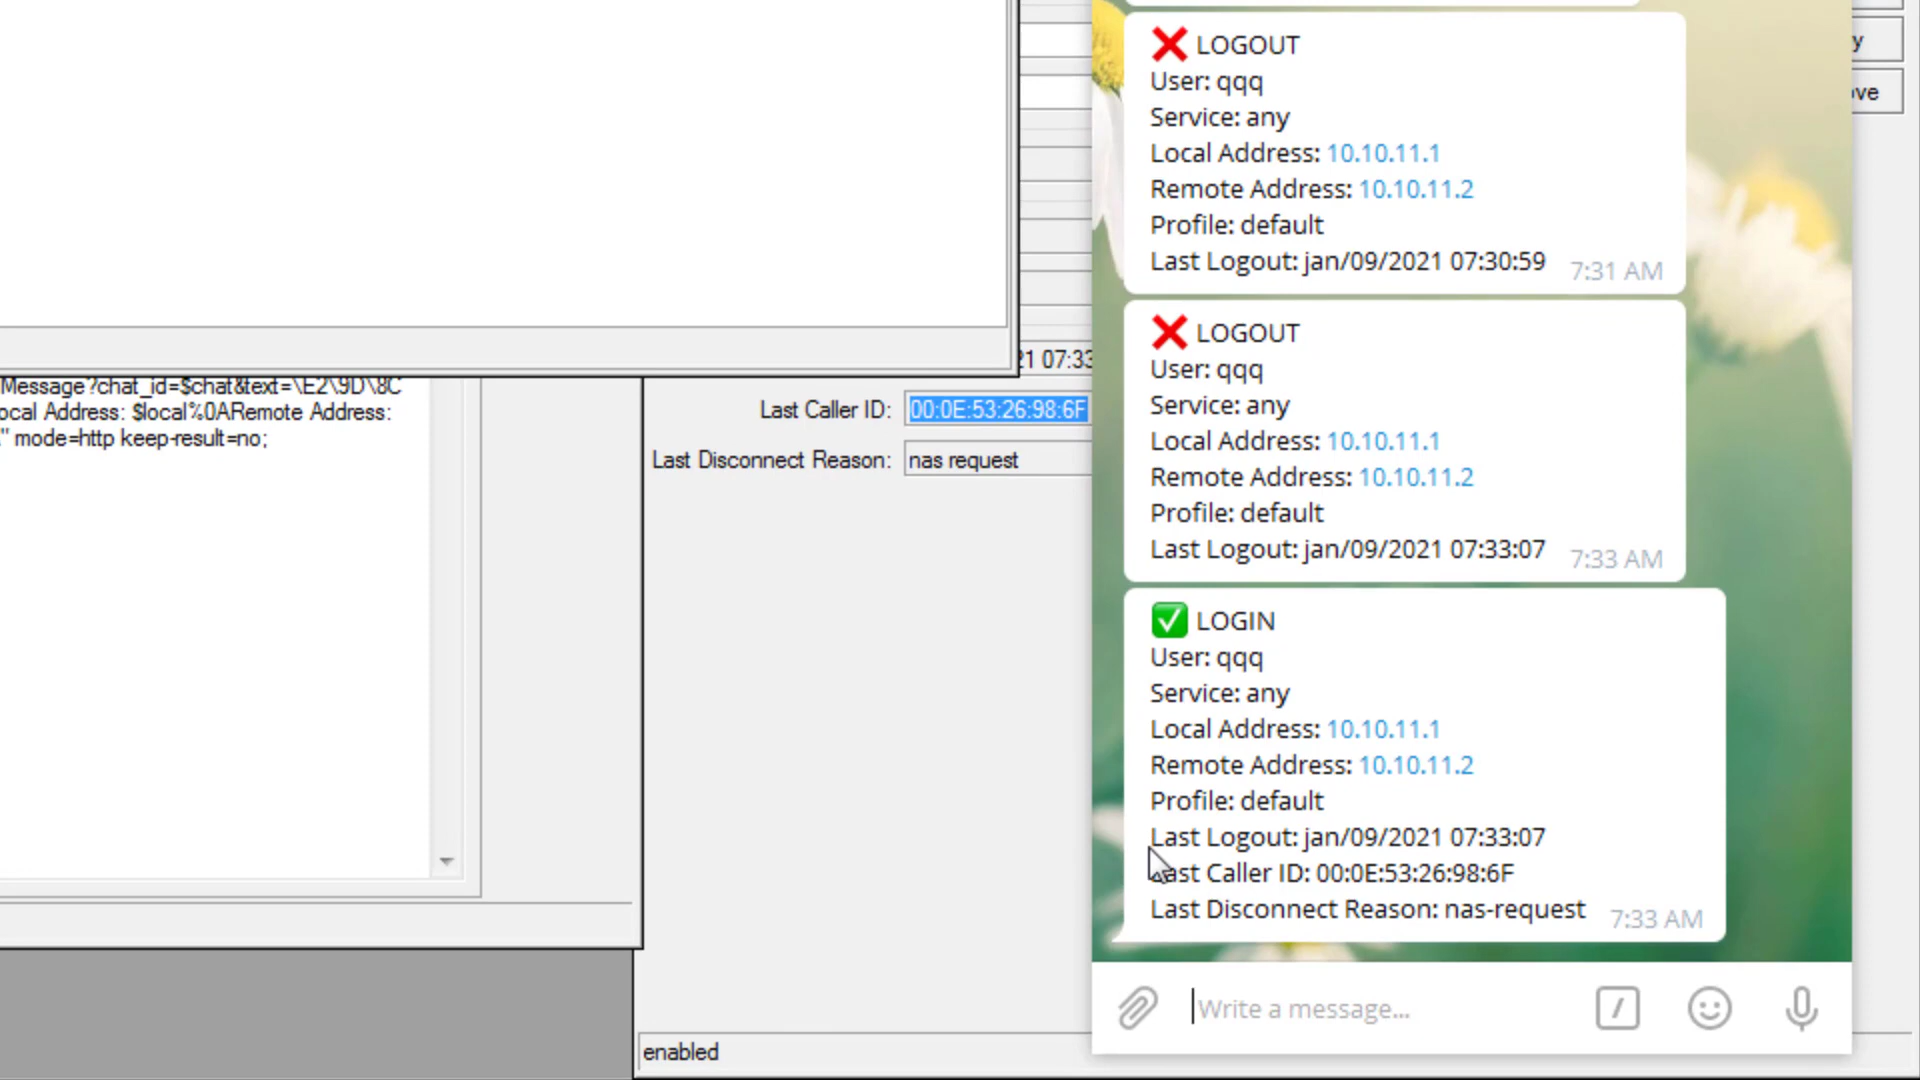 Message?chat_id=$chat&text=\E2\9D\8C
ocal Address: $local%0ARemote Address:
" mode=http keep-result=no;
21 07:33
Last Caller ID: 00:0E:53:26:98:6F
Last Disconnect Reason: nas request
enabled
❌ LOGOUT
User: qqq
Service: any
Local Address: 10.10.11.1
Remote Address: 10.10.11.2
Profile: default
Last Logout: jan/09/2021 07:30:59
7:31 AM
❌ LOGOUT
User: qqq
Service: any
Local Address: 10.10.11.1
Remote Address: 10.10.11.2
Profile: default
Last Logout: jan/09/2021 07:33:07
7:33 AM
✅ LOGIN
User: qqq
Service: any
Local Address: 10.10.11.1
Remote Address: 10.10.11.2
Profile: default
Last Logout: jan/09/2021 07:33:07
Last Caller ID: 00:0E:53:26:98:6F
Last Disconnect Reason: nas-request
7:33 AM
Write a message...